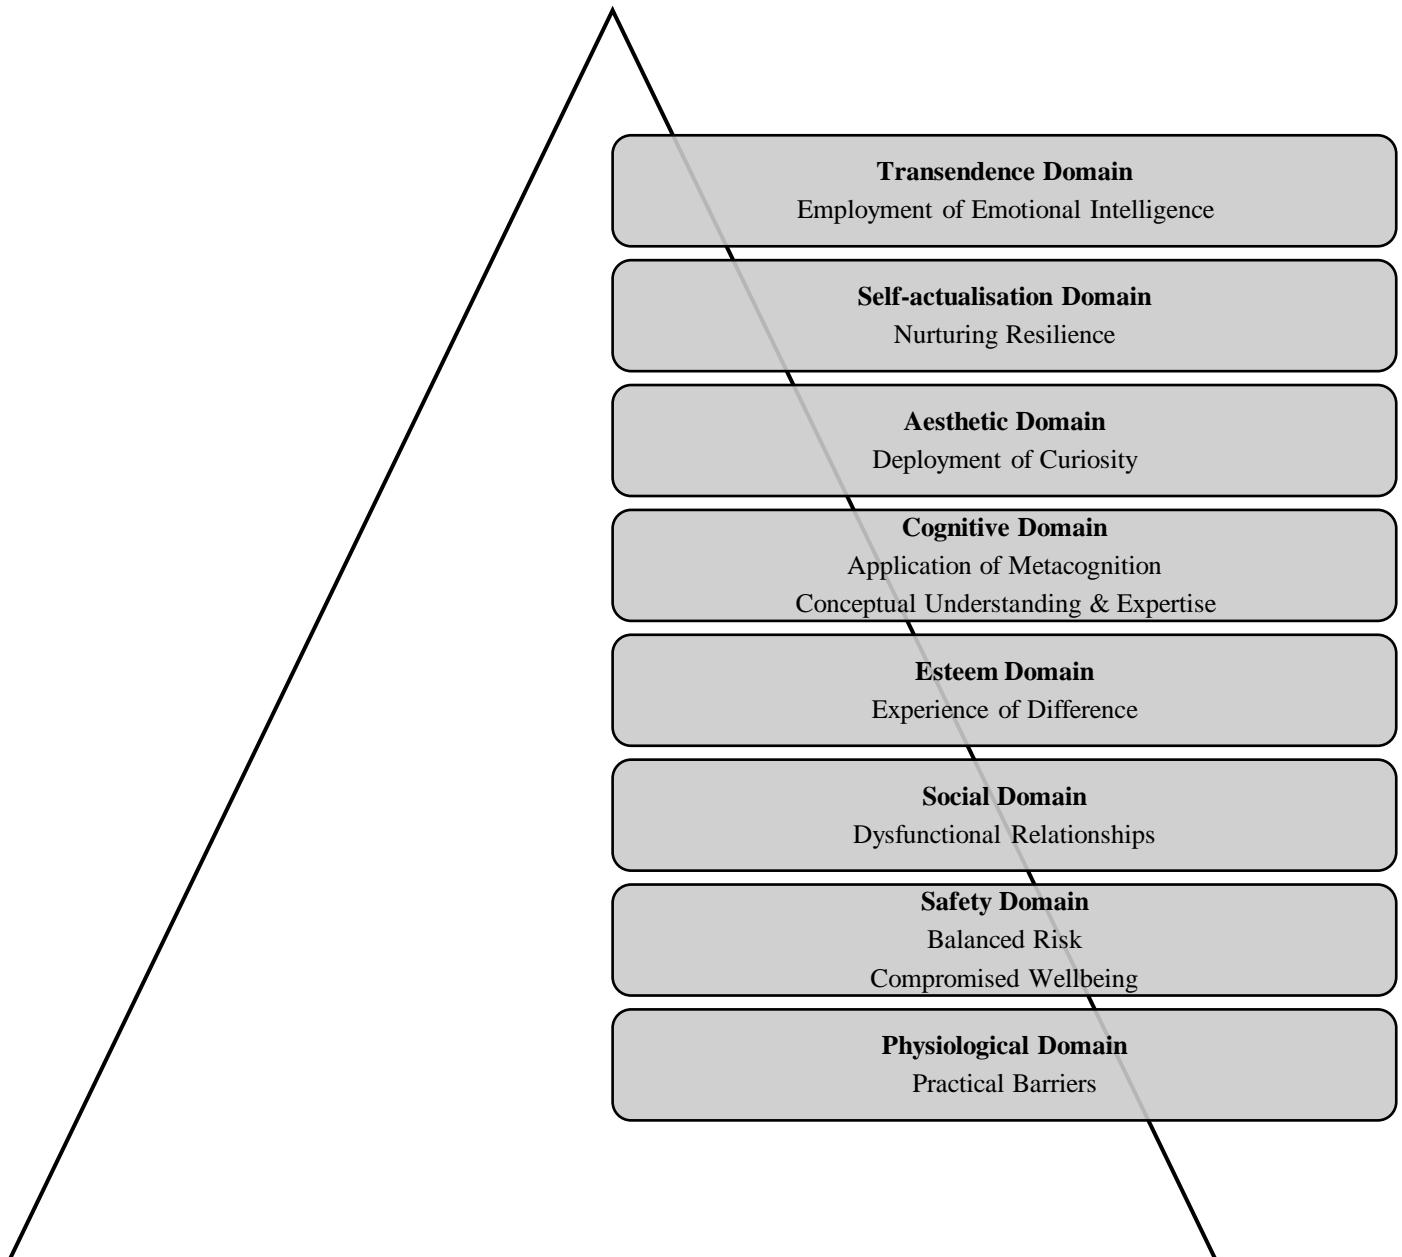 Transendence Domain
Employment of Emotional Intelligence
Self-actualisation Domain
Nurturing Resilience
Aesthetic Domain
Deployment of Curiosity
Cognitive Domain
Application of Metacognition
Conceptual Understanding & Expertise
Esteem Domain
Experience of Difference
Social Domain
Dysfunctional Relationships
Safety Domain
Balanced Risk
Compromised Wellbeing
Physiological Domain
Practical Barriers